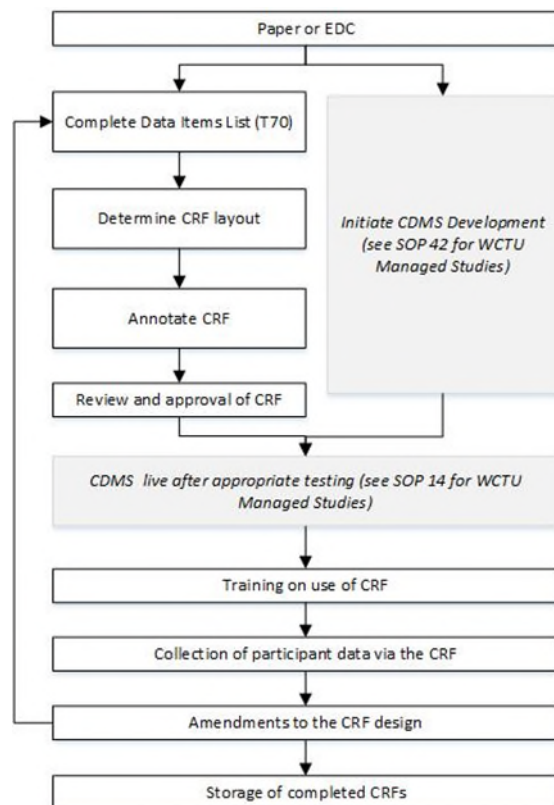 Paper or EDC
Complete Data Items List (T70)
Determine CRF layout
Annotate CRF
Review and approval of CRF
Initiate CDMS Development
(see SOP 42 for WCTU
Managed Studies)
CDMS live after appropriate testing (see SOP 14 for WCTU
Managed Studies)
Training on use of CRF
Collection of participant data via the CRF
Amendments to the CRF design
Storage of completed CRFs